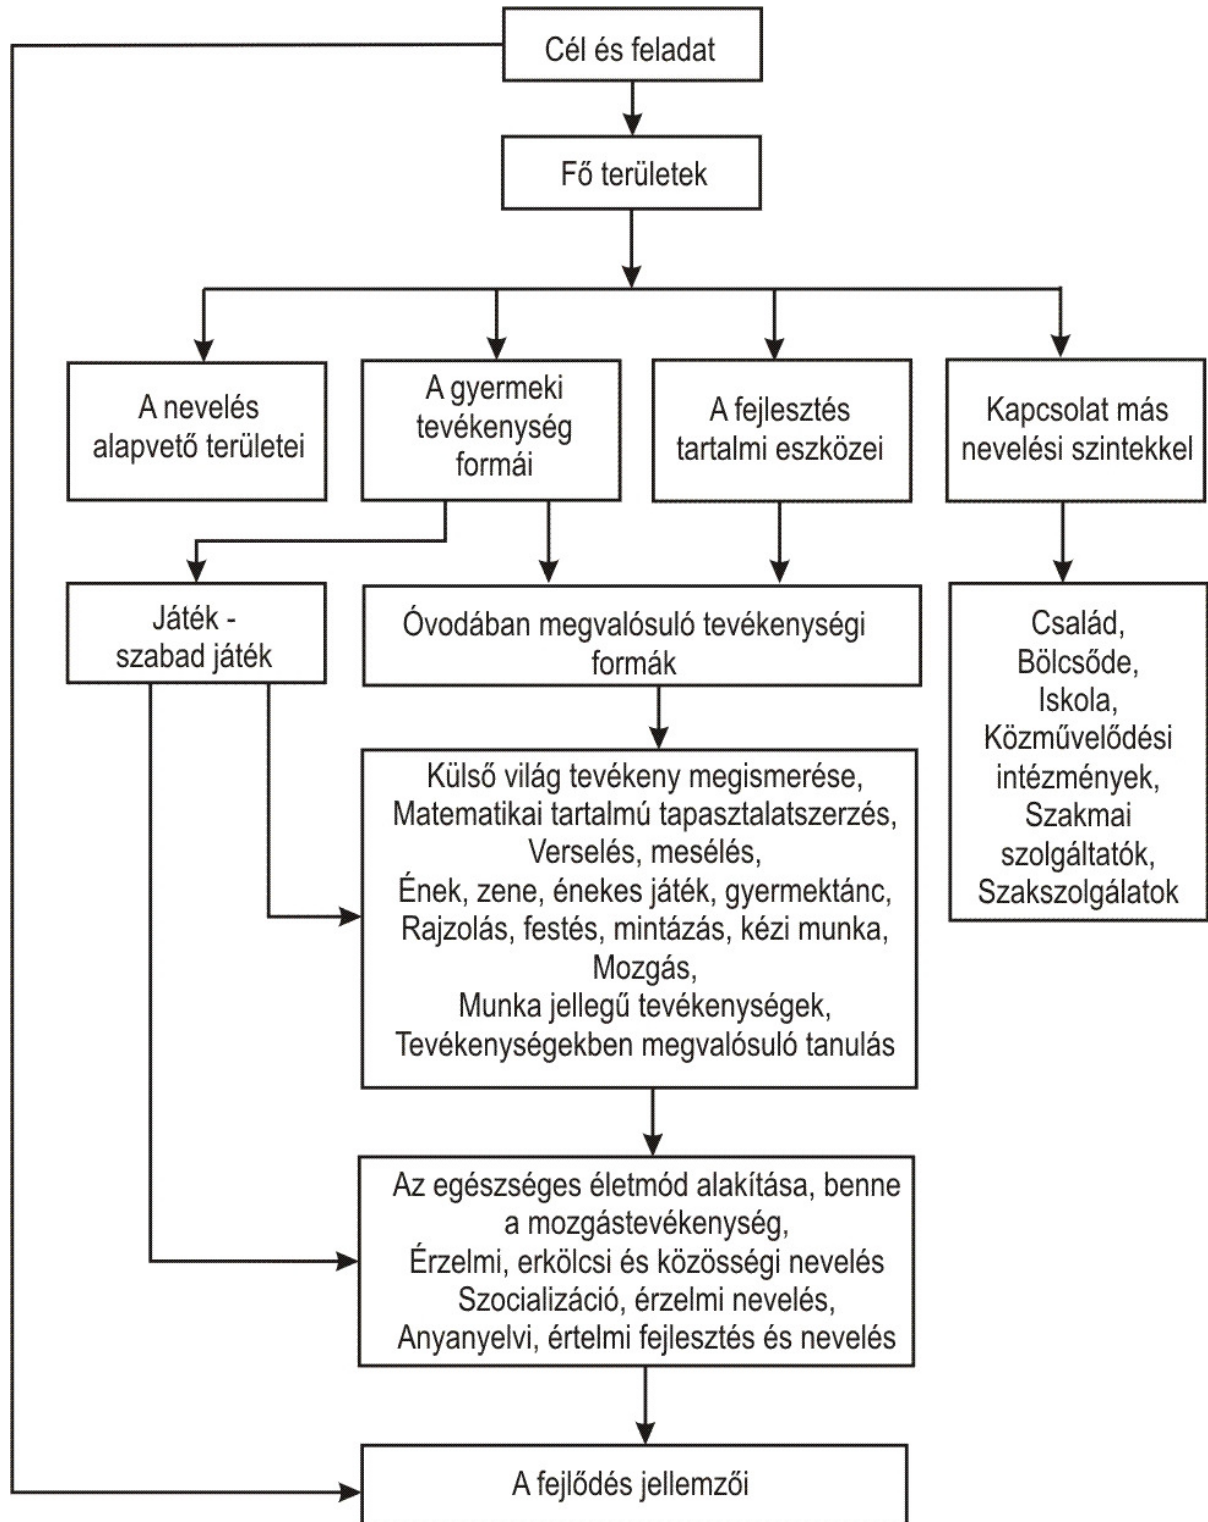 Cél és feladat
Fő területek
A nevelés
alapvető területei
A gyermeki
tevékenység
formái
A fejlesztés
tartalmi eszközei
Kapcsolat más
nevelési szintekkel
Játék -
szabad játék
Óvodában megvalósuló tevékenységi
formák
Család,
Bölcsőde,
Iskola,
Közművelődési
intézmények,
Szakmai
szolgáltatók,
Szakszolgálatok
Külső világ tevékeny megismerése,
Matematikai tartalmú tapasztalatszerzés,
Verselés, mesélés,
Ének, zene, énekes játék, gyermektánc,
Rajzolás, festés, mintázás, kézi munka,
Mozgás,
Munka jellegű tevékenységek,
Tevékenységekben megvalósuló tanulás
Az egészséges életmód alakítása, benne
a mozgástevékenység,
Érzelmi, erkölcsi és közösségi nevelés
Szocializáció, érzelmi nevelés,
Anyanyelvi, értelmi fejlesztés és nevelés
A fejlődés jellemzői